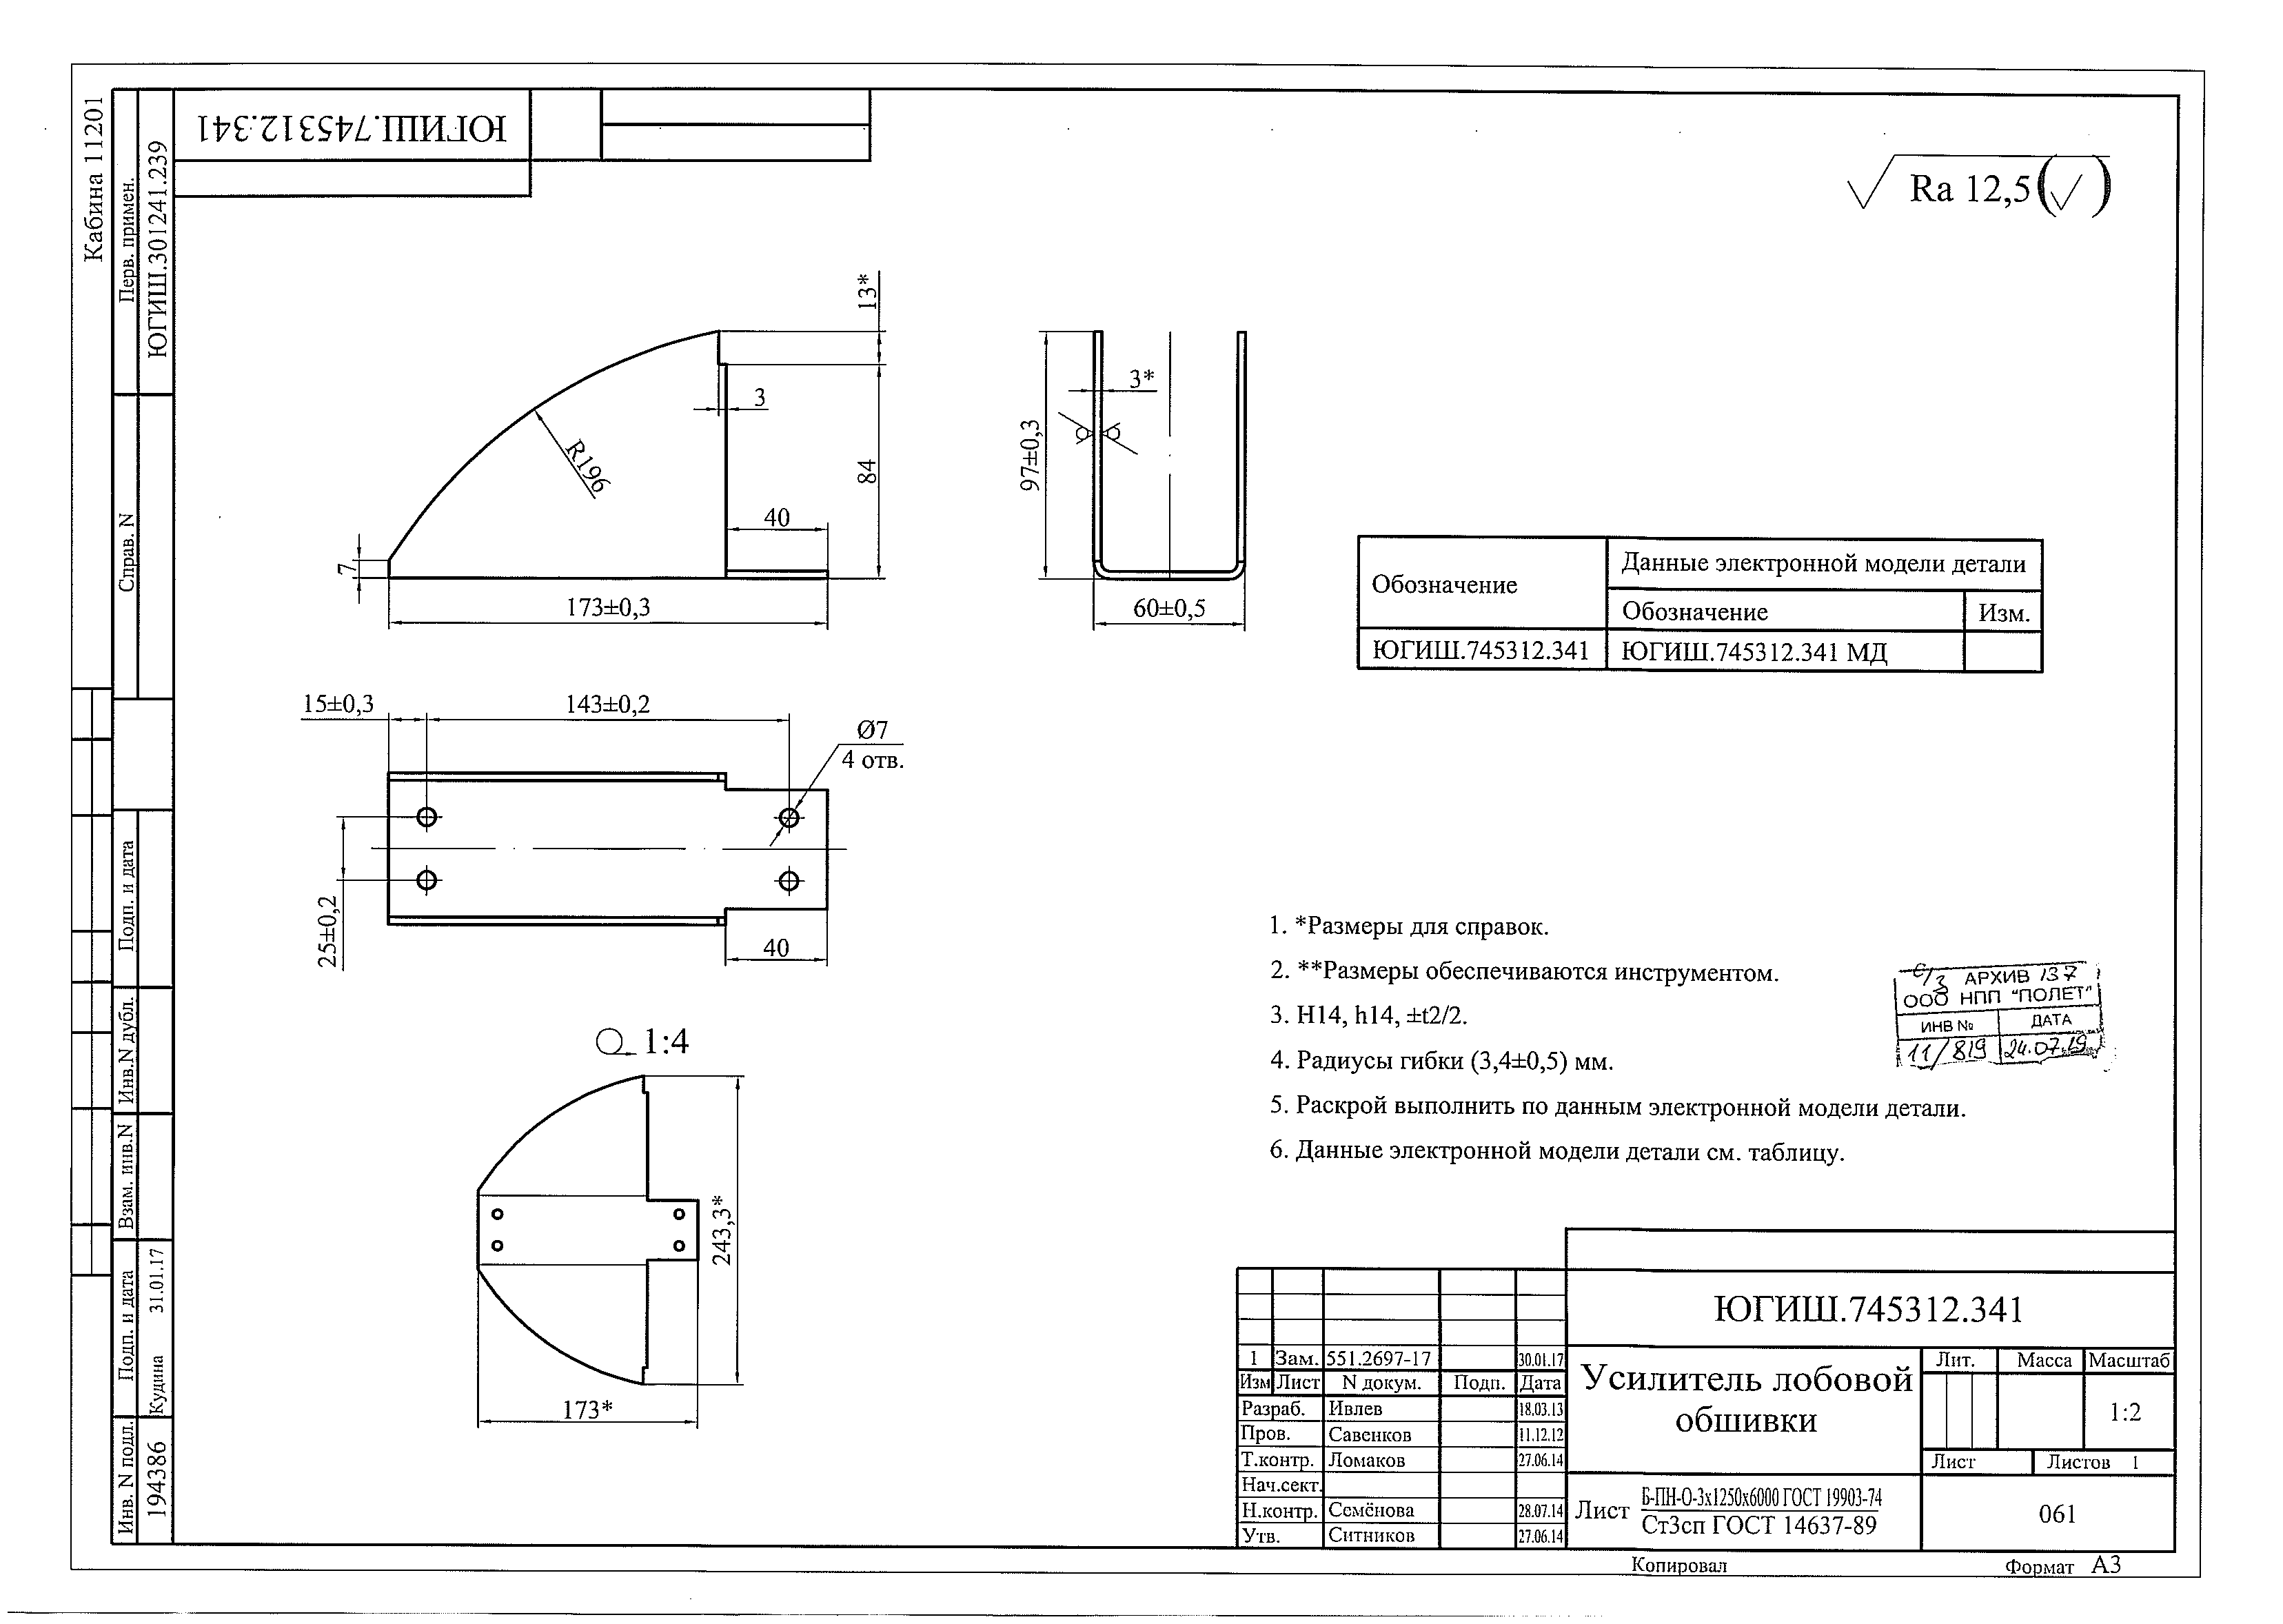 Кабина 11201
Перв. примен.
ЮГИШ.301241.239
Справ. N
Подп. и дата
Инв.N дубл.
Взам. инв.N
Подп. и дата
Кудина 31.01.17
Инв. N подл.
194386
ЮГИШ.745312.341
√ Ra 12,5 (√)
13*
3
84
R196
40
7
173±0,3
97±0,3
3*
60±0,5
Обозначение
Данные электронной модели детали
Обозначение
Изм.
ЮГИШ.745312.341
ЮГИШ.745312.341 МД
15±0,3
143±0,2
Ø7
4 отв.
25±0,2
40
1:4
243,3*
173*
1. *Размеры для справок.
2. **Размеры обеспечиваются инструментом.
3. H14, h14, ±t2/2.
4. Радиусы гибки (3,4±0,5) мм.
5. Раскрой выполнить по данным электронной модели детали.
6. Данные электронной модели детали см. таблицу.
АРХИВ 137
ООО НПП "ПОЛЕТ"
ИНВ № ДАТА
11/819 24.07.19
ЮГИШ.745312.341
1 Зам. 551.2697-17 30.01.17
Изм Лист N докум. Подп. Дата
Разраб. Ивлев 18.03.13
Пров. Савенков 11.12.12
Т.контр. Ломаков 27.06.14
Нач.сект.
Н.контр. Семёнова 28.07.14
Утв. Ситников 27.06.14
Усилитель лобовой
обшивки
Лит. Масса Масштаб
1:2
Лист Листов 1
Лист Б-ПН-О-3х1250х6000 ГОСТ 19903-74
Ст3сп ГОСТ 14637-89
061
Копировал
Формат А3